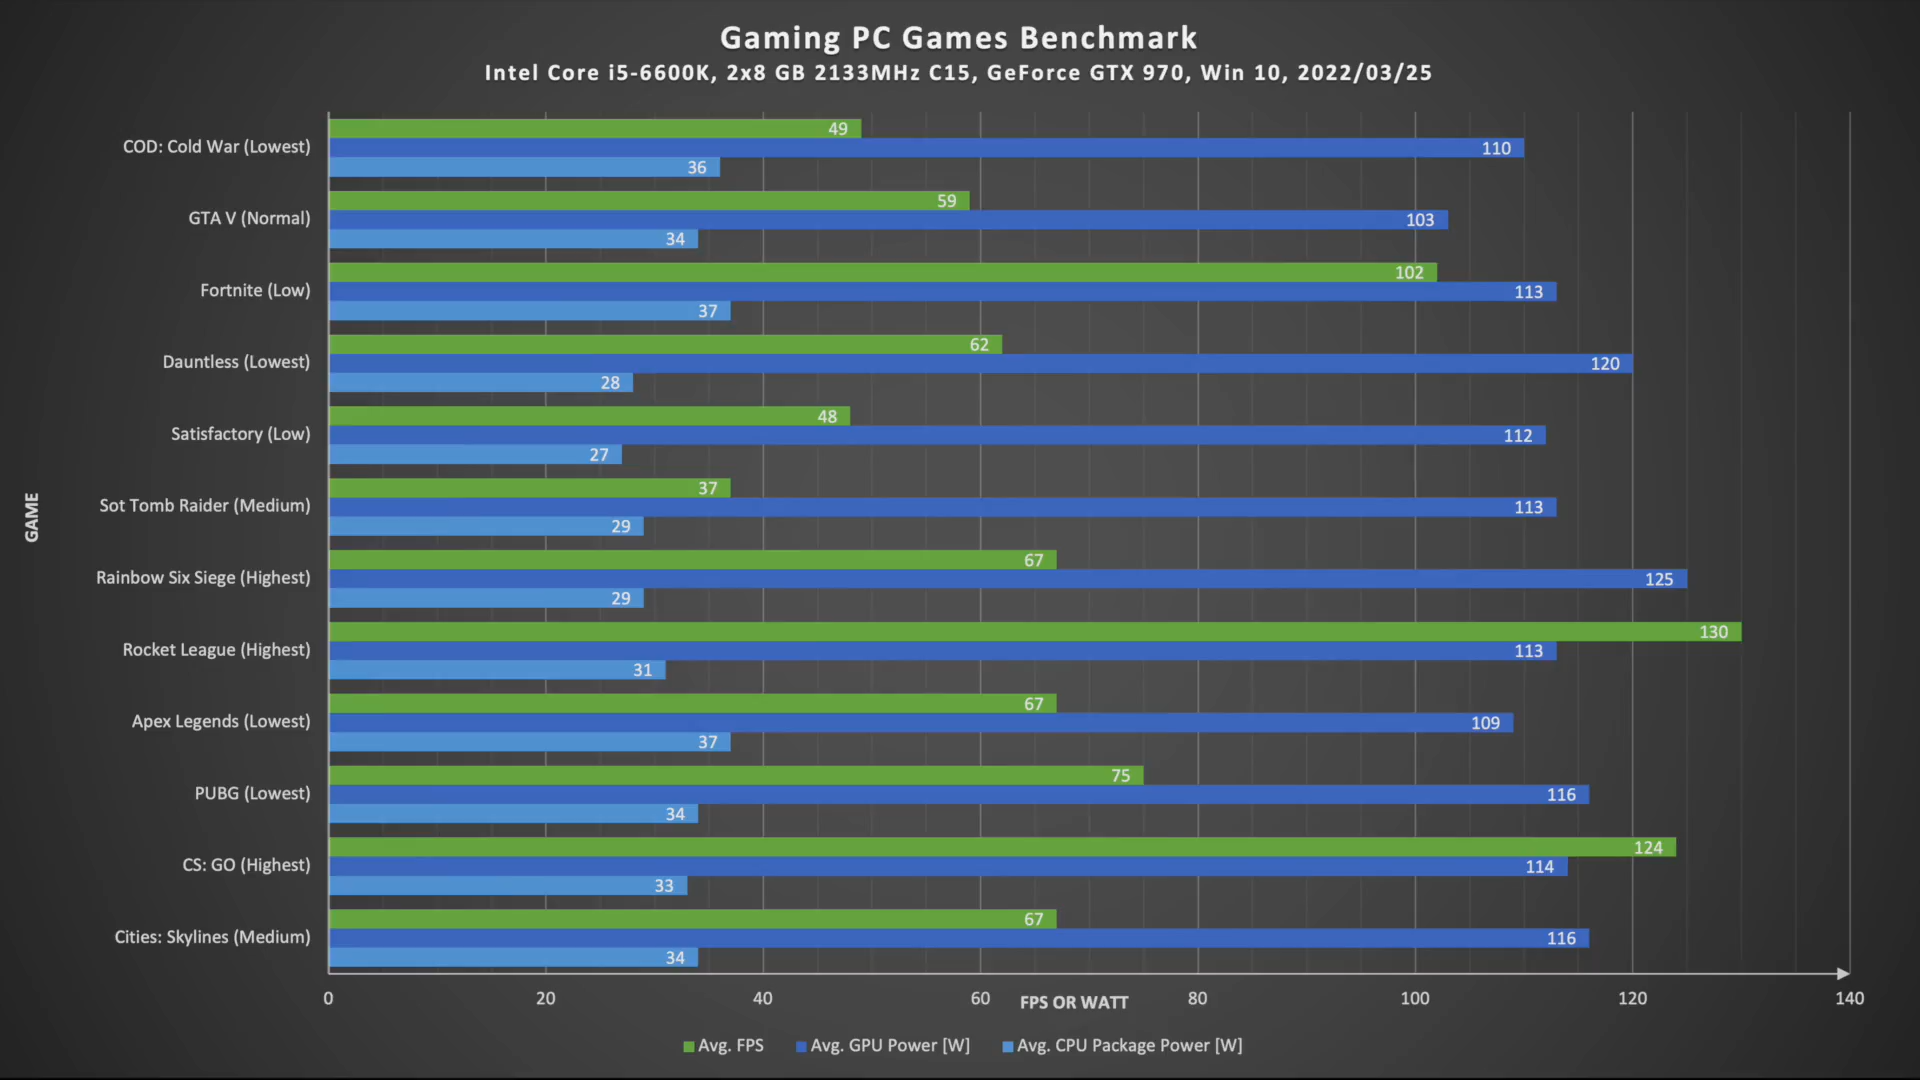 Gaming PC Games Benchmark
Intel Core i5-6600K, 2x8 GB 2133MHz C15, GeForce GTX 970, Win 10, 2022/03/25
COD: Cold War (Lowest)
49
110
36
GTA V (Normal)
59
103
34
Fortnite (Low)
102
113
37
Dauntless (Lowest)
62
120
28
Satisfactory (Low)
48
112
27
Sot Tomb Raider (Medium)
37
113
29
Rainbow Six Siege (Highest)
67
125
29
Rocket League (Highest)
130
113
31
Apex Legends (Lowest)
67
109
37
PUBG (Lowest)
75
116
34
CS: GO (Highest)
124
114
33
Cities: Skylines (Medium)
67
116
34
GAME
0 20 40 60 80 100 120 140
FPS OR WATT
Avg. FPS Avg. GPU Power [W] Avg. CPU Package Power [W]